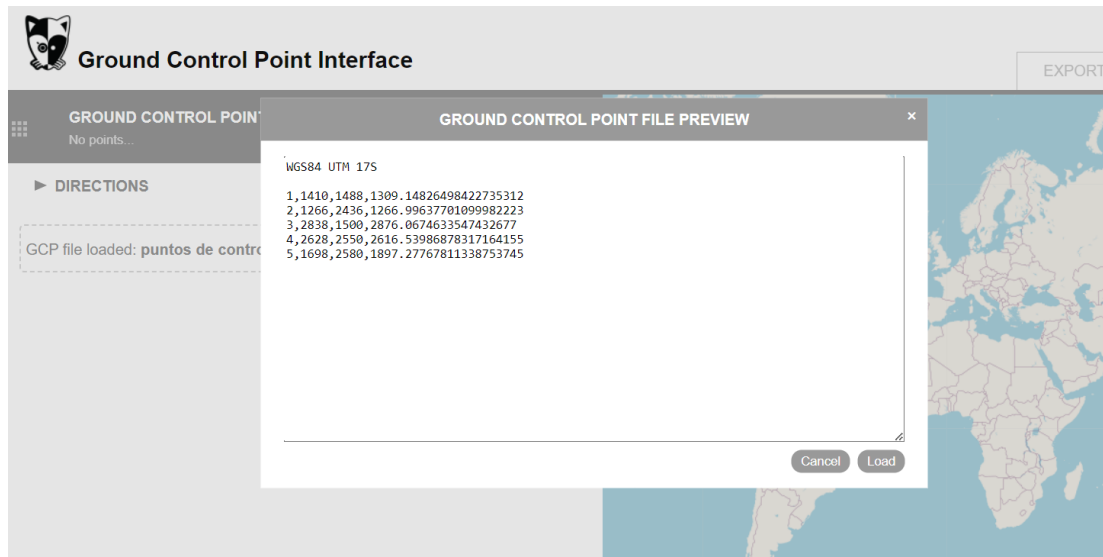 Ground Control Point Interface
EXPORT
GROUND CONTROL POIN
No points...
GROUND CONTROL POINT FILE PREVIEW
×
► DIRECTIONS
GCP file loaded: puntos de contro
WGS84 UTM 17S
1,1410,1488,1309.14826498422735312
2,1266,2436,1266.99637701099982223
3,2838,1500,2876.0674633547432677
4,2628,2550,2616.53986878317164155
5,1698,2580,1897.27767811338753745
Cancel Load